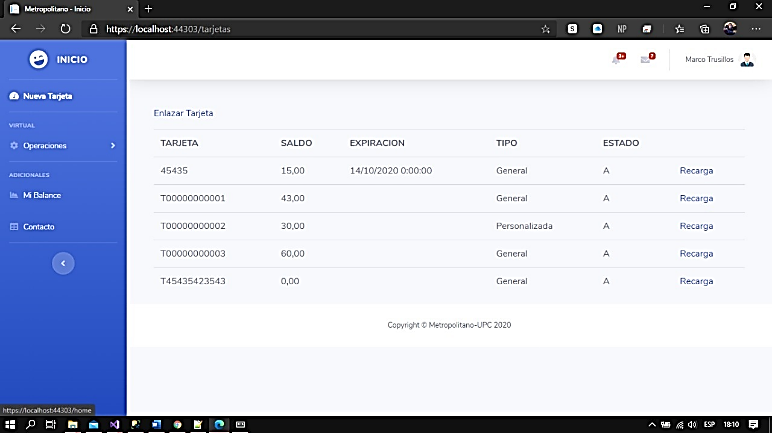 Metropolitano - Inicio
https://localhost:44303/tarjetas
INICIO
Nueva Tarjeta
VIRTUAL
Operaciones
ADICIONALES
Mi Balance
Contacto
3+
7
Marco Trusillos
Enlazar Tarjeta
TARJETA SALDO EXPIRACION TIPO ESTADO
45435 15,00 14/10/2020 0:00:00 General A Recarga
T00000000001 43,00 General A Recarga
T00000000002 30,00 Personalizada A Recarga
T00000000003 60,00 General A Recarga
T45435423543 0,00 General A Recarga
Copyright © Metropolitano-UPC 2020
https://localhost:44303/home
ESP 18:10